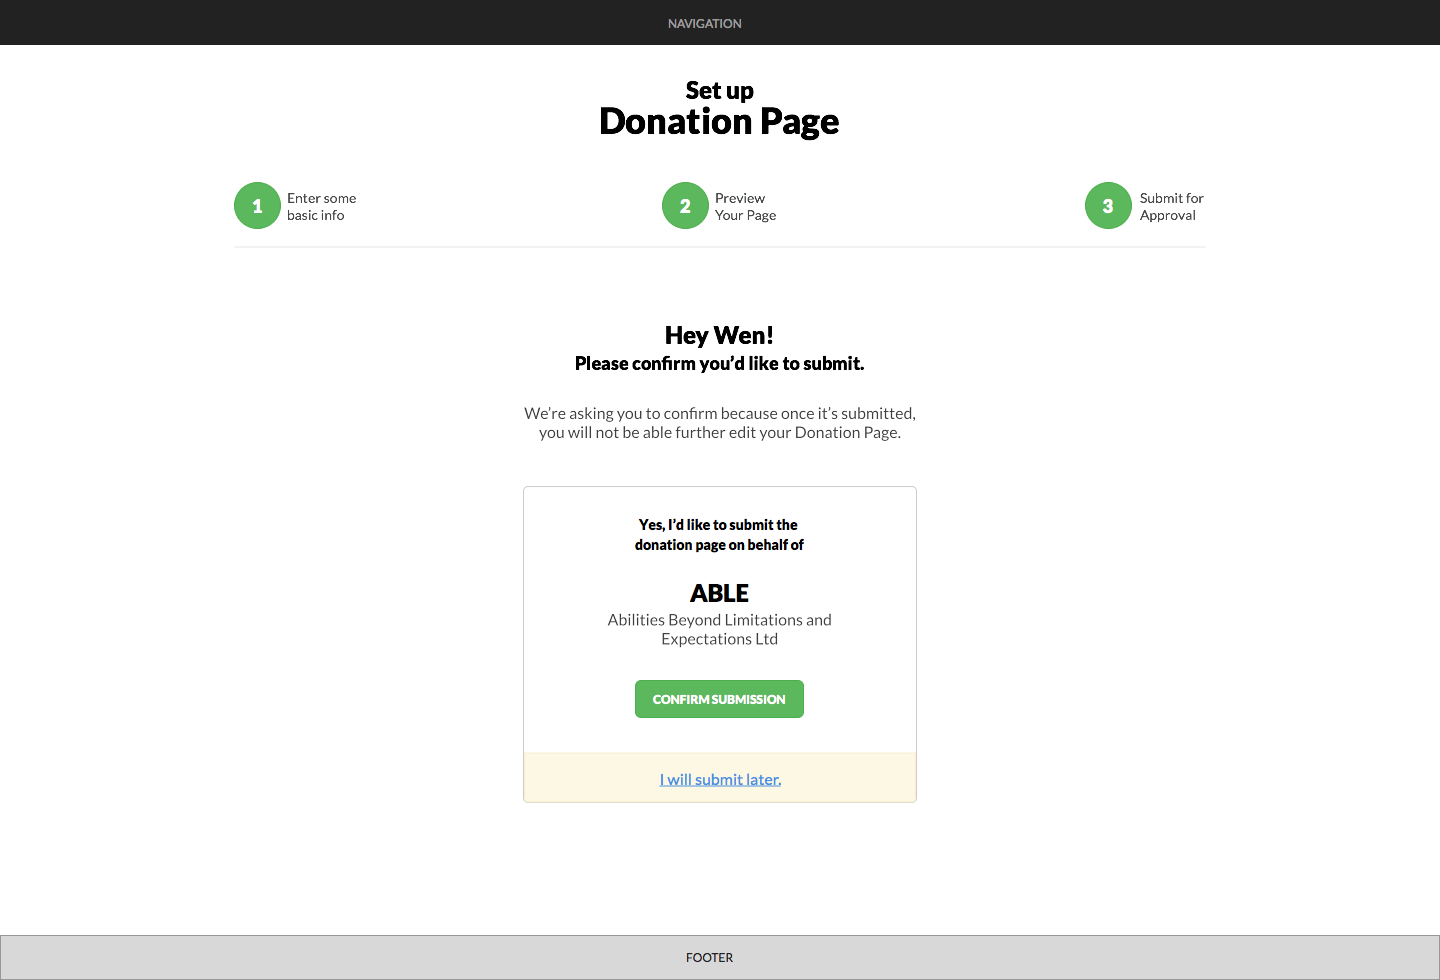 NAVIGATION
Set up
Donation Page
1
Enter some
basic info
2
Preview
Your Page
3
Submit for
Approval
Hey Wen!
Please confirm you’d like to submit.
We’re asking you to confirm because once it’s submitted,
you will not be able further edit your Donation Page.
Yes, I’d like to submit the
donation page on behalf of
ABLE
Abilities Beyond Limitations and
Expectations Ltd
CONFIRM SUBMISSION
I will submit later.
FOOTER